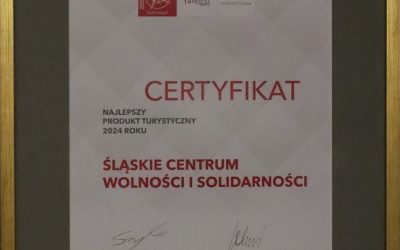 CERTYFIKAT
NAJLEPSZY
PRODUKT TURYSTYCZNY
2024 ROKU
ŚLĄSKIE CENTRUM
WOLNOŚCI I SOLIDARNOŚCI